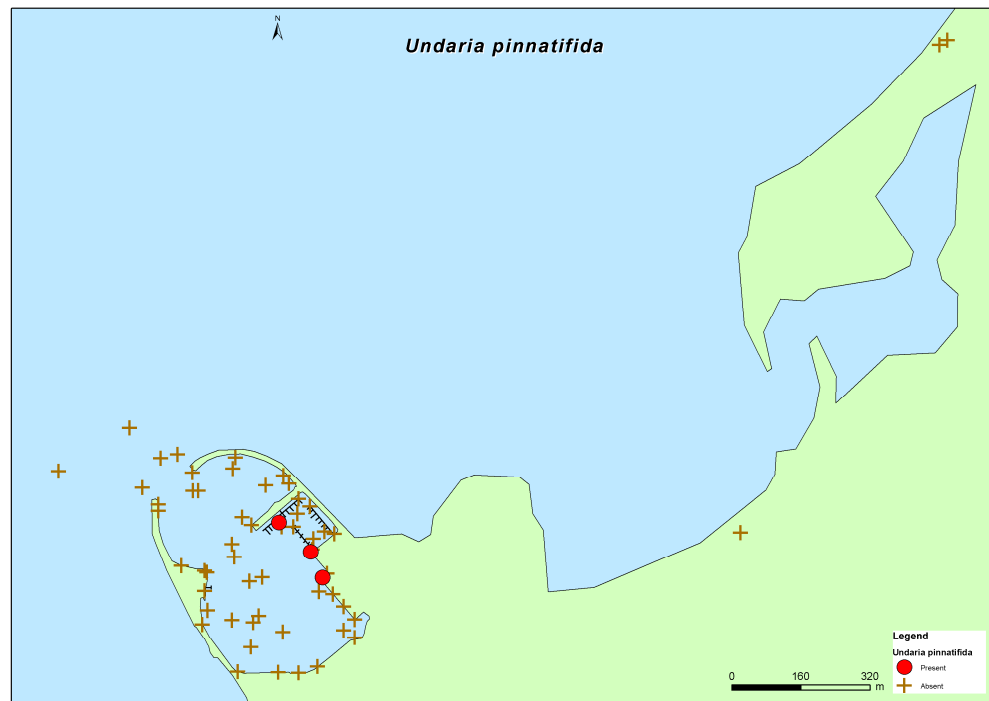 N
Undaria pinnatifida
Legend
Undaria pinnatifida
Present
Absent
0 160 320 m